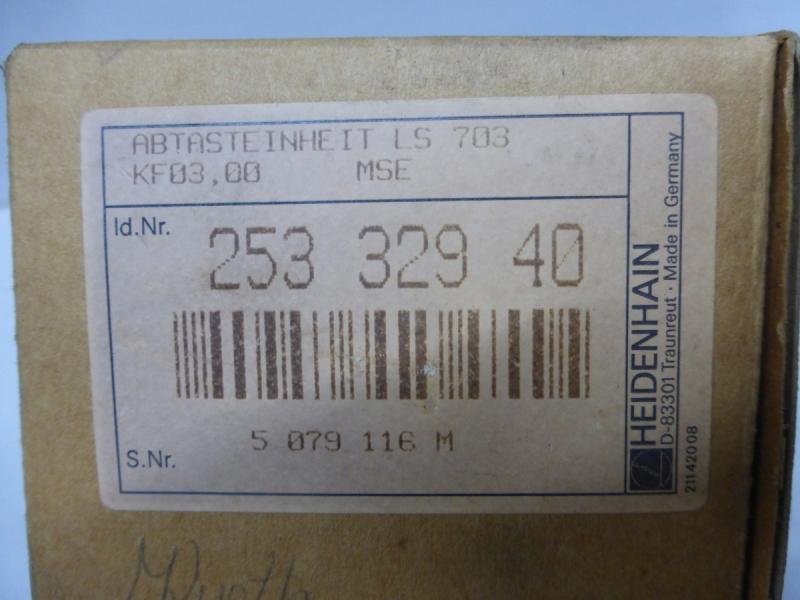 ABTASTEINHEIT LS 703
KF03,00 MSE
Id.Nr.
253 329 40
S.Nr. 5 079 116 M
HEIDENHAIN
D-83301 Traunreut · Made in Germany
21142008